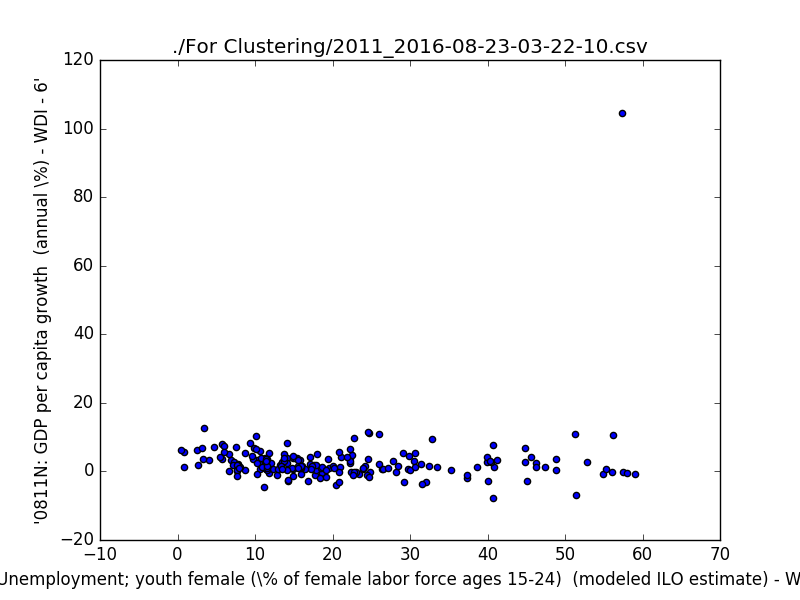 ./For Clustering/2011_2016-08-23-03-22-10.csv
'0811N: GDP per capita growth (annual \%) - WDI - 6'
120
100
80
60
40
20
0
−20
−10 0 10 20 30 40 50 60 70
Unemployment; youth female (\% of female labor force ages 15-24) (modeled ILO estimate) - W